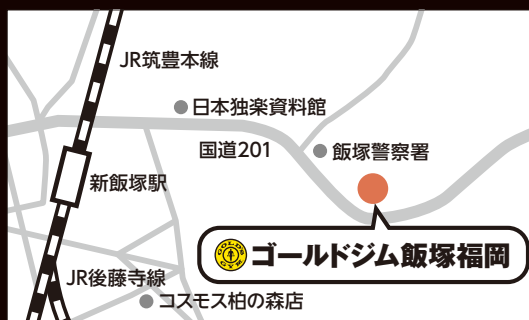 JR筑豊本線
日本独楽資料館
国道201
飯塚警察署
新飯塚駅
GOLD'S GYM
ゴールドジム飯塚福岡
JR後藤寺線
コスモス柏の森店